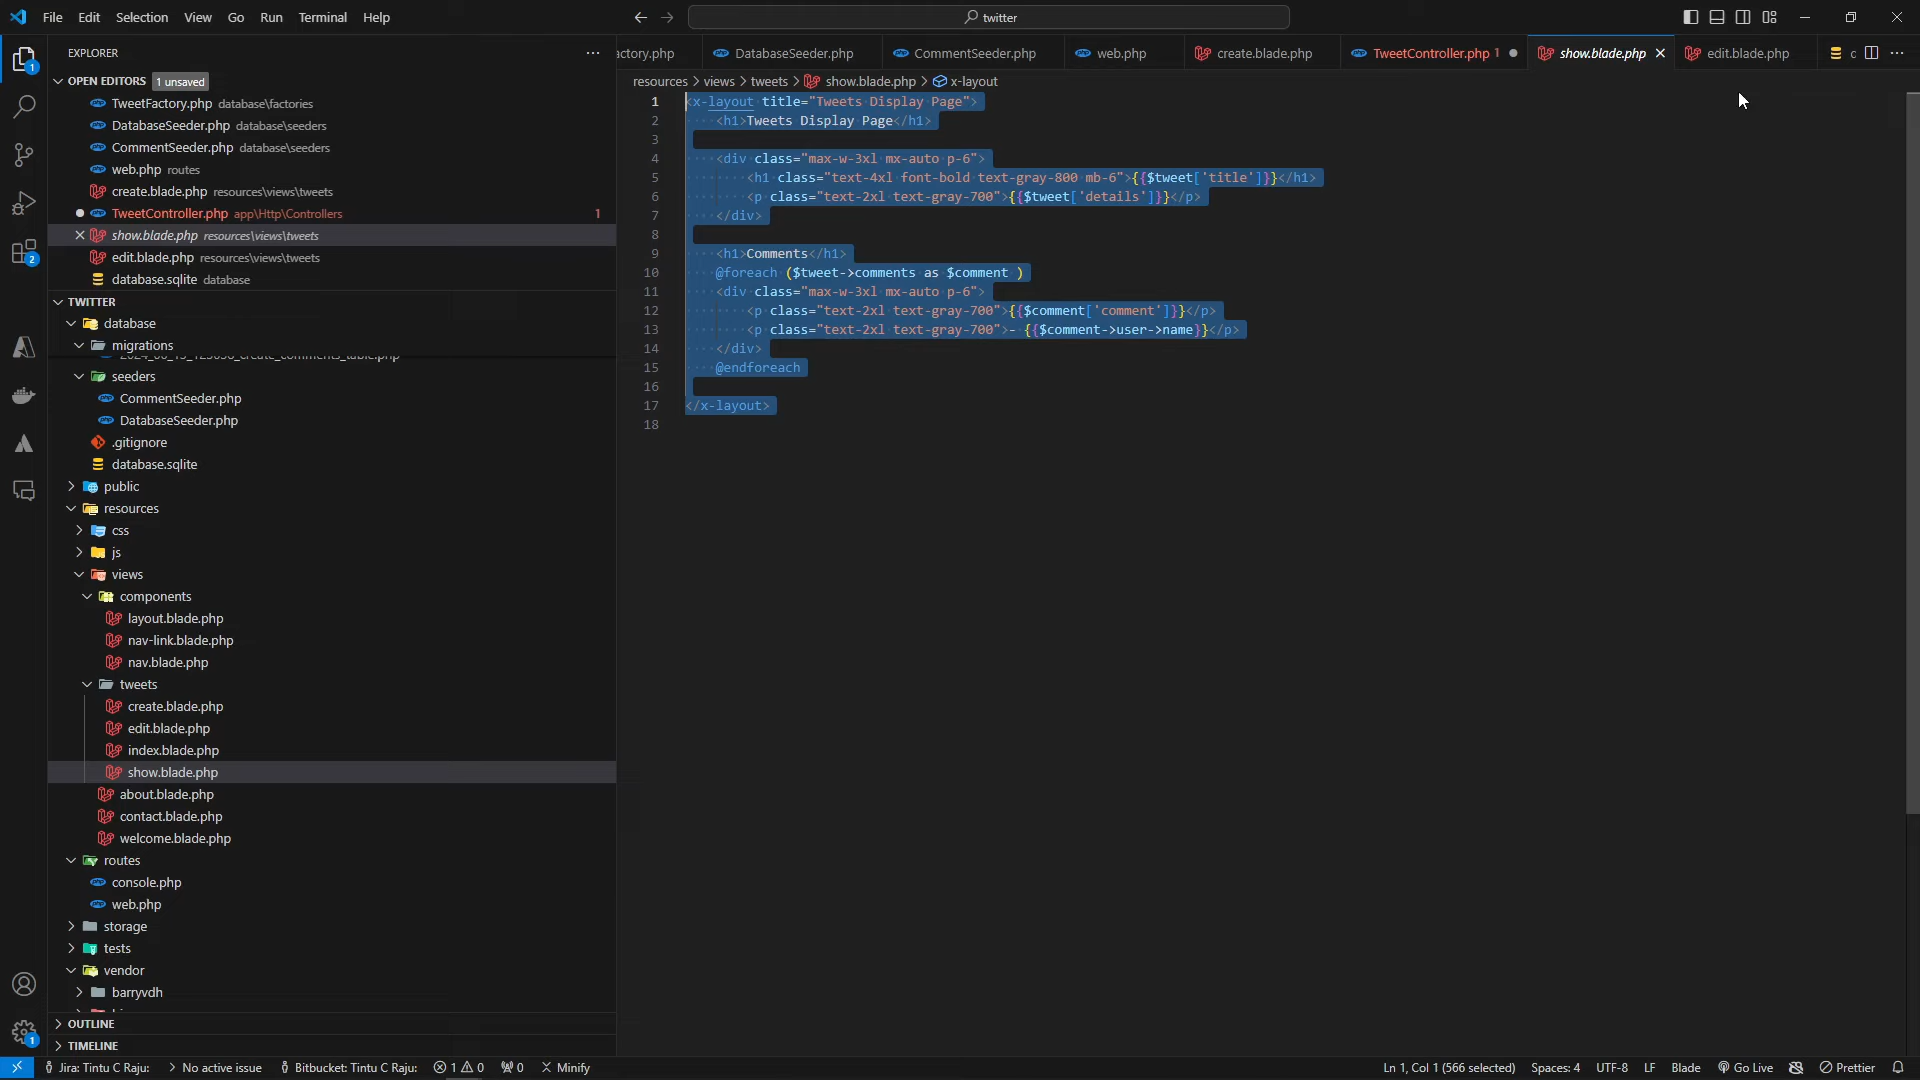 File Edit Selection View Go Run Terminal Help
twitter
EXPLORER
OPEN EDITORS 1 unsaved
TweetFactory.php database\factories
DatabaseSeeder.php database\seeders
CommentSeeder.php database\seeders
web.php routes
create.blade.php resources\views\tweets
TweetController.php app\Http\Controllers 1
show.blade.php resources\views\tweets
edit.blade.php resources\views\tweets
database.sqlite database
TWITTER
database
migrations
seeders
CommentSeeder.php
DatabaseSeeder.php
.gitignore
database.sqlite
public
resources
css
js
views
components
layout.blade.php
nav-link.blade.php
nav.blade.php
tweets
create.blade.php
edit.blade.php
index.blade.php
show.blade.php
about.blade.php
contact.blade.php
welcome.blade.php
routes
console.php
web.php
storage
tests
vendor
barryvdh
OUTLINE
TIMELINE
actory.php DatabaseSeeder.php CommentSeeder.php web.php create.blade.php TweetController.php 1 show.blade.php edit.blade.php c
resources > views > tweets > show.blade.php > x-layout
1 <x-layout title="Tweets Display Page">
2 <h1>Tweets Display Page</h1>
3
4 <div class="max-w-3xl mx-auto p-6">
5 <h1 class="text-4xl font-bold text-gray-800 mb-6">{{$tweet['title']}}</h1>
6 <p class="text-2xl text-gray-700">{{$tweet['details']}}</p>
7 </div>
8
9 <h1>Comments</h1>
10 @foreach ($tweet->comments as $comment )
11 <div class="max-w-3xl mx-auto p-6">
12 <p class="text-2xl text-gray-700">{{$comment['comment']}}</p>
13 <p class="text-2xl text-gray-700">- {{$comment->user->name}}</p>
14 </div>
15 @endforeach
16
17 </x-layout>
18
1
2
1
Jira: Tintu C Raju: > No active issue Bitbucket: Tintu C Raju: 1 0 0 Minify
Ln 1, Col 1 (566 selected) Spaces: 4 UTF-8 LF Blade Go Live Prettier